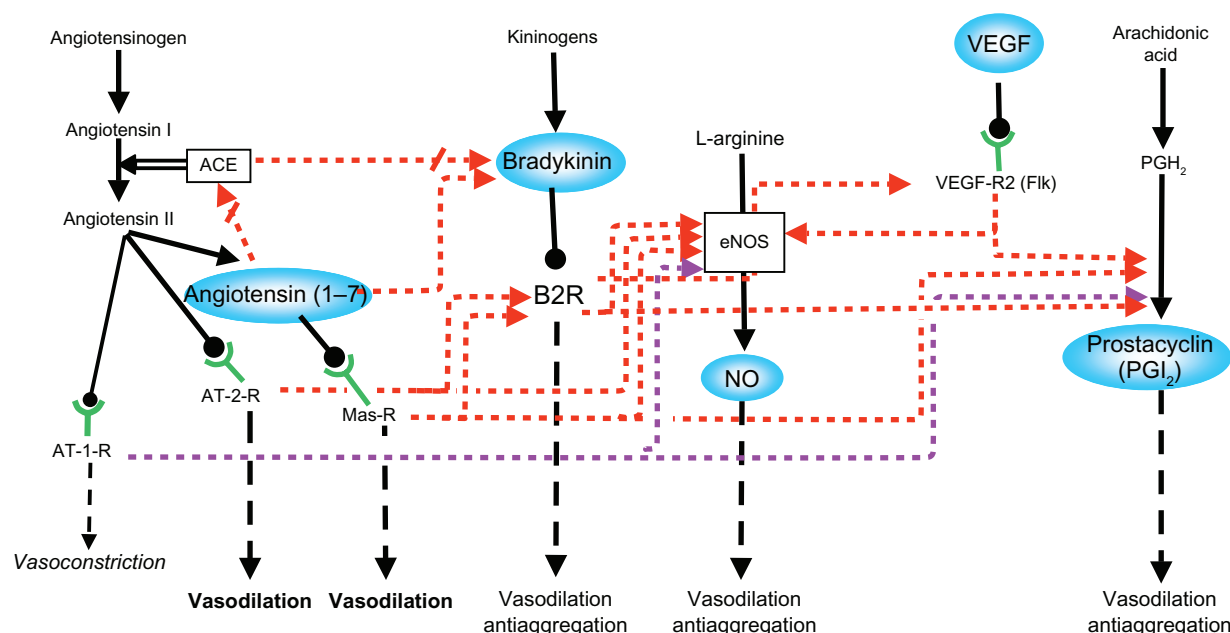 Angiotensinogen
Kininogens
VEGF
Arachidonic
acid
Angiotensin I
ACE
Bradykinin
L-arginine
PGH₂
VEGF-R2 (Flk)
Angiotensin II
eNOS
Angiotensin (1–7)
B2R
Prostacyclin
(PGI₂)
NO
AT-2-R
Mas-R
AT-1-R
Vasoconstriction
Vasodilation
Vasodilation
Vasodilation
antiaggregation
Vasodilation
antiaggregation
Vasodilation
antiaggregation